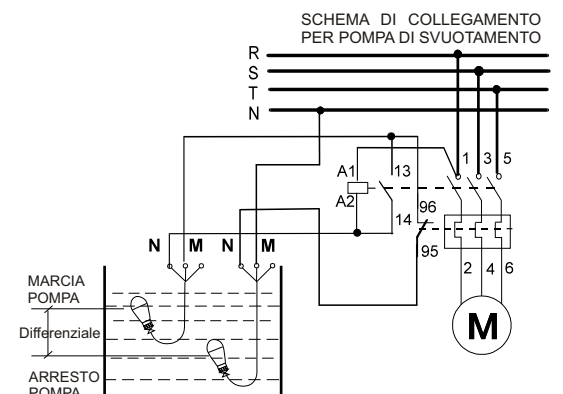 SCHEMA DI COLLEGAMENTO
PER POMPA DI SVUOTAMENTO
R
S
T
N
1 3 5
A1 13
A2
14 96
95
N M N M
2 4 6
MARCIA
POMPA
Differenziale
M
ARRESTO
POMPA